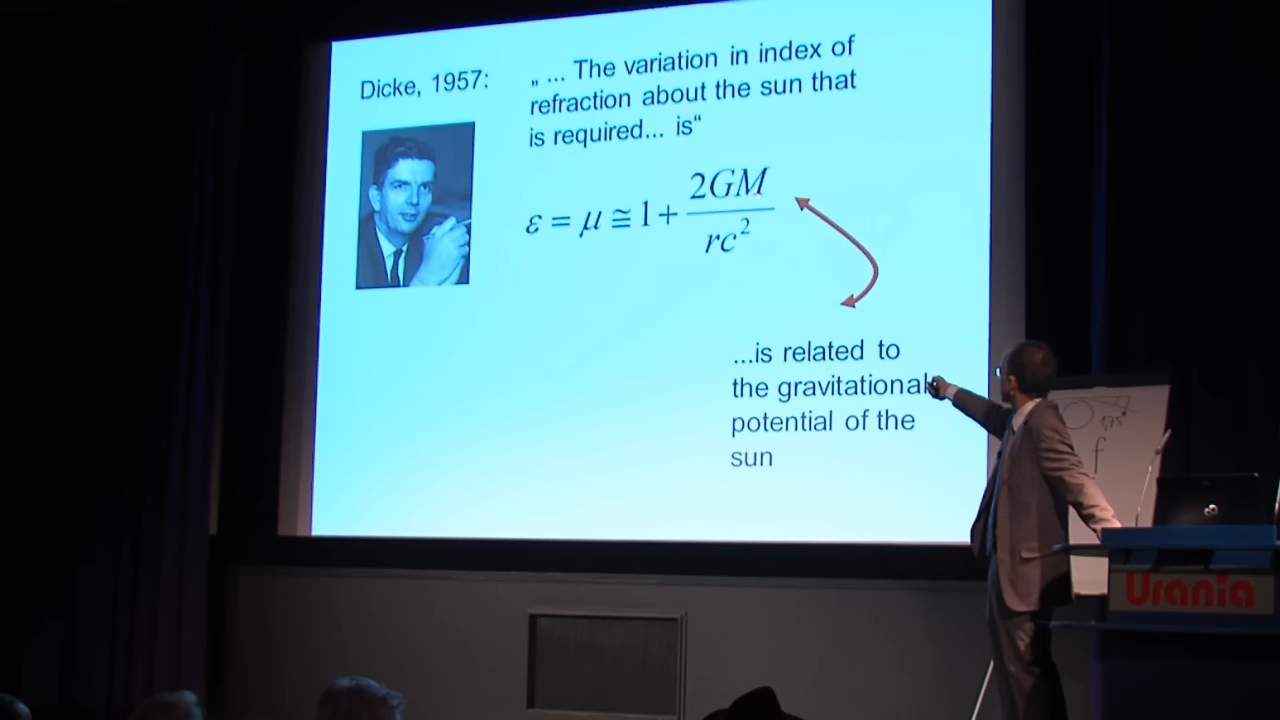 Dicke, 1957:
„ ... The variation in index of
refraction about the sun that
is required... is“
ε = μ ≅ 1 + 2GM / rc²
...is related to
the gravitational
potential of the
sun
f
Urania